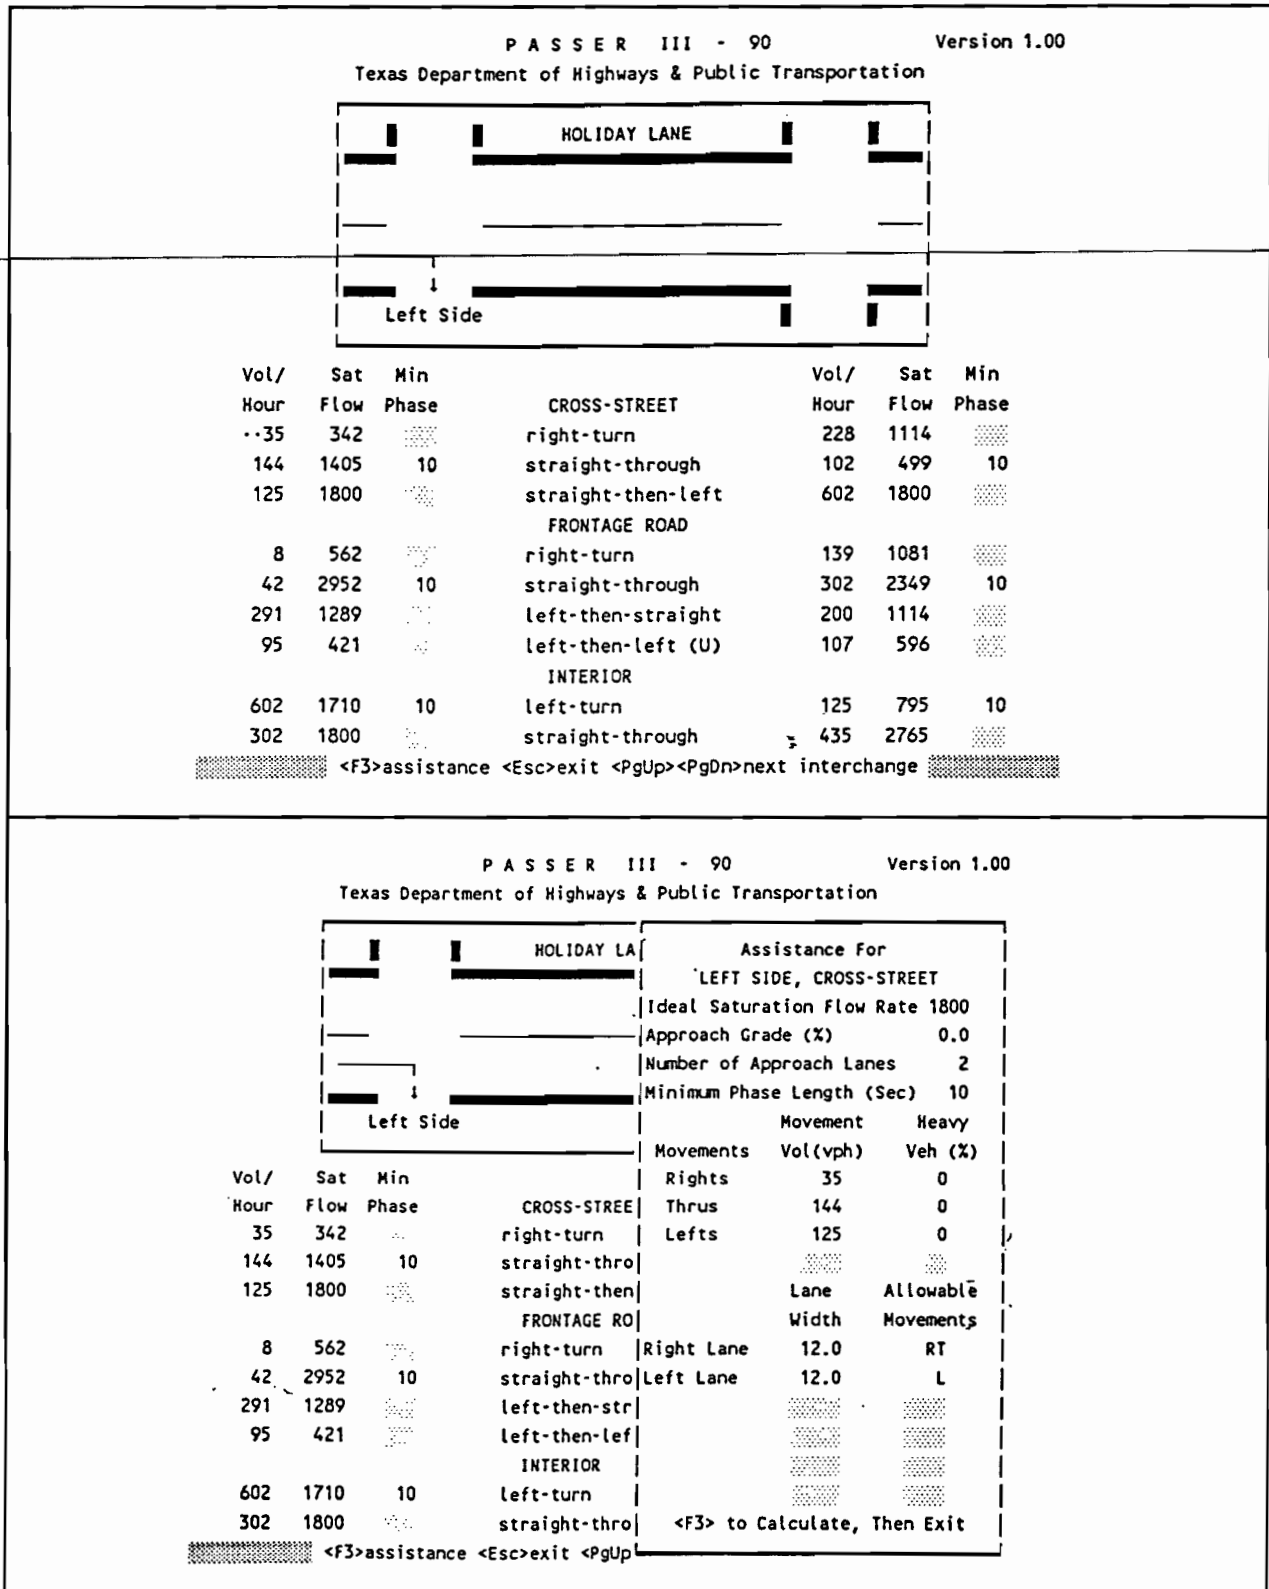 P A S S E R III - 90 Version 1.00
Texas Department of Highways & Public Transportation
HOLIDAY LANE
Left Side
Vol/ Sat Min Vol/ Sat Min
Hour Flow Phase CROSS-STREET Hour Flow Phase
35 342 right-turn 228 1114
144 1405 10 straight-through 102 499 10
125 1800 straight-then-left 602 1800
FRONTAGE ROAD
8 562 right-turn 139 1081
42 2952 10 straight-through 302 2349 10
291 1289 left-then-straight 200 1114
95 421 left-then-left (U) 107 596
INTERIOR
602 1710 10 left-turn 125 795 10
302 1800 straight-through 435 2765
<F3>assistance <Esc>exit <PgUp><PgDn>next interchange
P A S S E R III - 90 Version 1.00
Texas Department of Highways & Public Transportation
HOLIDAY LA Assistance For
LEFT SIDE, CROSS-STREET
Ideal Saturation Flow Rate 1800
Approach Grade (%) 0.0
Number of Approach Lanes 2
Minimum Phase Length (Sec) 10
Left Side Movement Heavy
Movements Vol(vph) Veh (%)
Vol/ Sat Min Rights 35 0
Hour Flow Phase CROSS-STREE Thrus 144 0
35 342 right-turn Lefts 125 0
144 1405 10 straight-thro
125 1800 straight-then Lane Allowable
FRONTAGE RO Width Movements
8 562 right-turn Right Lane 12.0 RT
42 2952 10 straight-thro Left Lane 12.0 L
291 1289 left-then-str
95 421 left-then-lef
INTERIOR
602 1710 10 left-turn
302 1800 straight-thro <F3> to Calculate, Then Exit
<F3>assistance <Esc>exit <PgUp